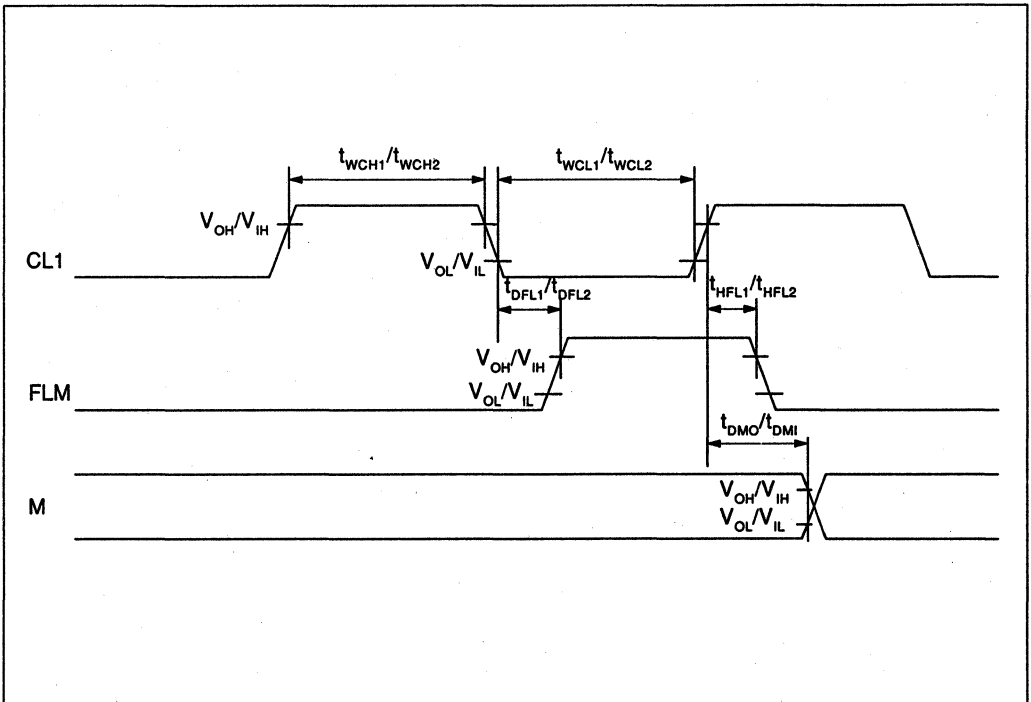 tWCH1/tWCH2
tWCL1/tWCL2
VOH/VIH
CL1
VOL/VIL
tDFL1/tDFL2
tHFL1/tHFL2
VOH/VIH
FLM
VOL/VIL
tDMO/tDMI
M
VOH/VIH
VOL/VIL